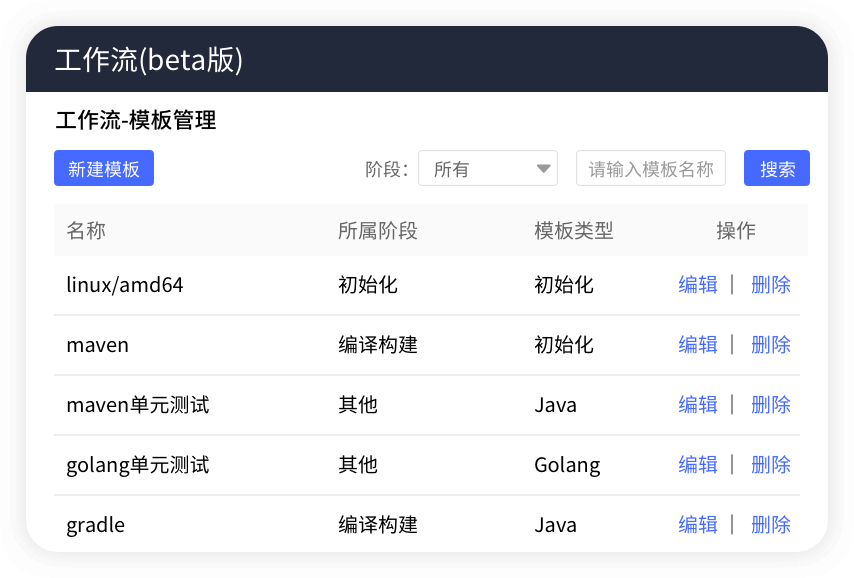 工作流(beta版)
工作流-模板管理
新建模板 阶段: 所有 请输入模板名称 搜索
名称 所属阶段 模板类型 操作
linux/amd64 初始化 初始化 编辑 | 删除
maven 编译构建 初始化 编辑 | 删除
maven单元测试 其他 Java 编辑 | 删除
golang单元测试 其他 Golang 编辑 | 删除
gradle 编译构建 Java 编辑 | 删除